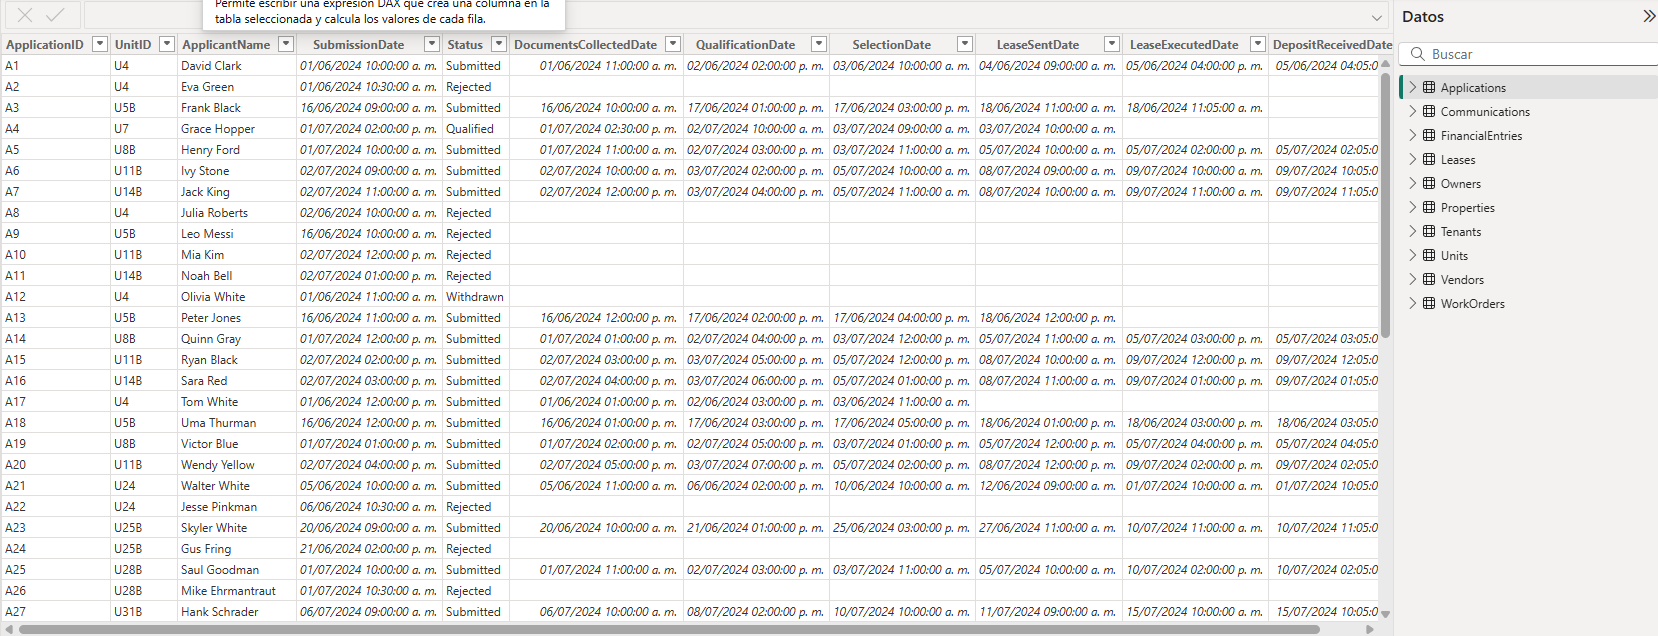 Permite escribir una expresión DAX que crea una columna en la
tabla seleccionada y calcula los valores de cada fila.
Datos
Buscar
ApplicationID UnitID ApplicantName SubmissionDate Status DocumentsCollectedDate QualificationDate SelectionDate LeaseSentDate LeaseExecutedDate DepositReceivedDate
A1 U4 David Clark 01/06/2024 10:00:00 a. m. Submitted 01/06/2024 11:00:00 a. m. 02/06/2024 02:00:00 p. m. 03/06/2024 10:00:00 a. m. 04/06/2024 09:00:00 a. m. 05/06/2024 04:00:00 p. m. 05/06/2024 04:05:0
A2 U4 Eva Green 01/06/2024 10:30:00 a. m. Rejected
A3 U5B Frank Black 16/06/2024 09:00:00 a. m. Submitted 16/06/2024 10:00:00 a. m. 17/06/2024 01:00:00 p. m. 17/06/2024 03:00:00 p. m. 18/06/2024 11:00:00 a. m. 18/06/2024 11:05:00 a. m.
A4 U7 Grace Hopper 01/07/2024 02:00:00 p. m. Qualified 01/07/2024 02:30:00 p. m. 02/07/2024 10:00:00 a. m. 03/07/2024 09:00:00 a. m. 03/07/2024 10:00:00 a. m.
A5 U8B Henry Ford 01/07/2024 10:00:00 a. m. Submitted 01/07/2024 11:00:00 a. m. 02/07/2024 03:00:00 p. m. 03/07/2024 11:00:00 a. m. 05/07/2024 10:00:00 a. m. 05/07/2024 02:00:00 p. m. 05/07/2024 02:05:0
A6 U11B Ivy Stone 02/07/2024 09:00:00 a. m. Submitted 02/07/2024 10:00:00 a. m. 03/07/2024 02:00:00 p. m. 05/07/2024 10:00:00 a. m. 08/07/2024 09:00:00 a. m. 09/07/2024 10:00:00 a. m. 09/07/2024 10:05:0
A7 U14B Jack King 02/07/2024 11:00:00 a. m. Submitted 02/07/2024 12:00:00 p. m. 03/07/2024 04:00:00 p. m. 05/07/2024 11:00:00 a. m. 08/07/2024 10:00:00 a. m. 09/07/2024 11:00:00 a. m. 09/07/2024 11:05:0
A8 U4 Julia Roberts 02/06/2024 10:00:00 a. m. Rejected
A9 U5B Leo Messi 16/06/2024 10:00:00 a. m. Rejected
A10 U11B Mia Kim 02/07/2024 12:00:00 p. m. Rejected
A11 U14B Noah Bell 02/07/2024 01:00:00 p. m. Rejected
A12 U4 Olivia White 01/06/2024 11:00:00 a. m. Withdrawn
A13 U5B Peter Jones 16/06/2024 11:00:00 a. m. Submitted 16/06/2024 12:00:00 p. m. 17/06/2024 02:00:00 p. m. 17/06/2024 04:00:00 p. m. 18/06/2024 12:00:00 p. m.
A14 U8B Quinn Gray 01/07/2024 12:00:00 p. m. Submitted 01/07/2024 01:00:00 p. m. 02/07/2024 04:00:00 p. m. 03/07/2024 12:00:00 p. m. 05/07/2024 11:00:00 a. m. 05/07/2024 03:00:00 p. m. 05/07/2024 03:05:0
A15 U11B Ryan Black 02/07/2024 02:00:00 p. m. Submitted 02/07/2024 03:00:00 p. m. 03/07/2024 05:00:00 p. m. 05/07/2024 12:00:00 p. m. 08/07/2024 10:00:00 a. m. 09/07/2024 12:00:00 p. m. 09/07/2024 12:05:0
A16 U14B Sara Red 02/07/2024 03:00:00 p. m. Submitted 02/07/2024 04:00:00 p. m. 03/07/2024 06:00:00 p. m. 05/07/2024 01:00:00 p. m. 08/07/2024 11:00:00 a. m. 09/07/2024 01:00:00 p. m. 09/07/2024 01:05:0
A17 U4 Tom White 01/06/2024 12:00:00 p. m. Submitted 01/06/2024 01:00:00 p. m. 02/06/2024 03:00:00 p. m. 03/06/2024 11:00:00 a. m.
A18 U5B Uma Thurman 16/06/2024 12:00:00 p. m. Submitted 16/06/2024 01:00:00 p. m. 17/06/2024 03:00:00 p. m. 17/06/2024 05:00:00 p. m. 18/06/2024 01:00:00 p. m. 18/06/2024 03:00:00 p. m. 18/06/2024 03:05:0
A19 U8B Victor Blue 01/07/2024 01:00:00 p. m. Submitted 01/07/2024 02:00:00 p. m. 02/07/2024 05:00:00 p. m. 03/07/2024 01:00:00 p. m. 05/07/2024 12:00:00 p. m. 05/07/2024 04:00:00 p. m. 05/07/2024 04:05:0
A20 U11B Wendy Yellow 02/07/2024 04:00:00 p. m. Submitted 02/07/2024 05:00:00 p. m. 03/07/2024 07:00:00 p. m. 05/07/2024 02:00:00 p. m. 08/07/2024 12:00:00 p. m. 09/07/2024 02:00:00 p. m. 09/07/2024 02:05:0
A21 U24 Walter White 05/06/2024 10:00:00 a. m. Submitted 05/06/2024 11:00:00 a. m. 06/06/2024 02:00:00 p. m. 10/06/2024 10:00:00 a. m. 12/06/2024 09:00:00 a. m. 01/07/2024 10:00:00 a. m. 01/07/2024 10:05:0
A22 U24 Jesse Pinkman 06/06/2024 10:30:00 a. m. Rejected
A23 U25B Skyler White 20/06/2024 09:00:00 a. m. Submitted 20/06/2024 10:00:00 a. m. 21/06/2024 01:00:00 p. m. 25/06/2024 03:00:00 p. m. 27/06/2024 11:00:00 a. m. 10/07/2024 11:00:00 a. m. 10/07/2024 11:05:0
A24 U25B Gus Fring 21/06/2024 02:00:00 p. m. Rejected
A25 U28B Saul Goodman 01/07/2024 10:00:00 a. m. Submitted 01/07/2024 11:00:00 a. m. 02/07/2024 03:00:00 p. m. 03/07/2024 11:00:00 a. m. 05/07/2024 10:00:00 a. m. 10/07/2024 02:00:00 p. m. 10/07/2024 02:05:0
A26 U28B Mike Ehrmantraut 01/07/2024 10:30:00 a. m. Rejected
A27 U31B Hank Schrader 06/07/2024 09:00:00 a. m. Submitted 06/07/2024 10:00:00 a. m. 08/07/2024 02:00:00 p. m. 10/07/2024 10:00:00 a. m. 11/07/2024 09:00:00 a. m. 15/07/2024 10:00:00 a. m. 15/07/2024 10:05:0
Applications
Communications
FinancialEntries
Leases
Owners
Properties
Tenants
Units
Vendors
WorkOrders